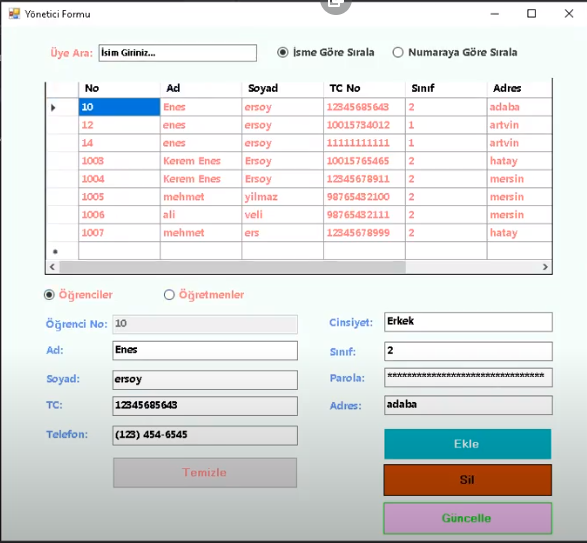 Yönetici Formu
Üye Ara: İsim Giriniz... İsme Göre Sırala Numaraya Göre Sırala
No Ad Soyad TC No Sınıf Adres
10 Enes ersoy 12345685643 2 adaba
12 enes ersoy 10015734012 1 artvin
14 enes ersoy 11111111111 1 artvin
1003 Kerem Enes Ersoy 10015765465 2 hatay
1004 Kerem Enes Ersoy 12345678911 2 mersin
1005 mehmet yilmaz 98765432100 2 mersin
1006 ali veli 98765432111 2 mersin
1007 mehmet ers 12345678999 2 hatay
Öğrenciler Öğretmenler
Öğrenci No: 10
Ad: Enes
Soyad: ersoy
TC: 12345685643
Telefon: (123) 454-6545
Temizle
Cinsiyet: Erkek
Sınıf: 2
Parola: ********************************
Adres: adaba
Ekle
Sil
Güncelle